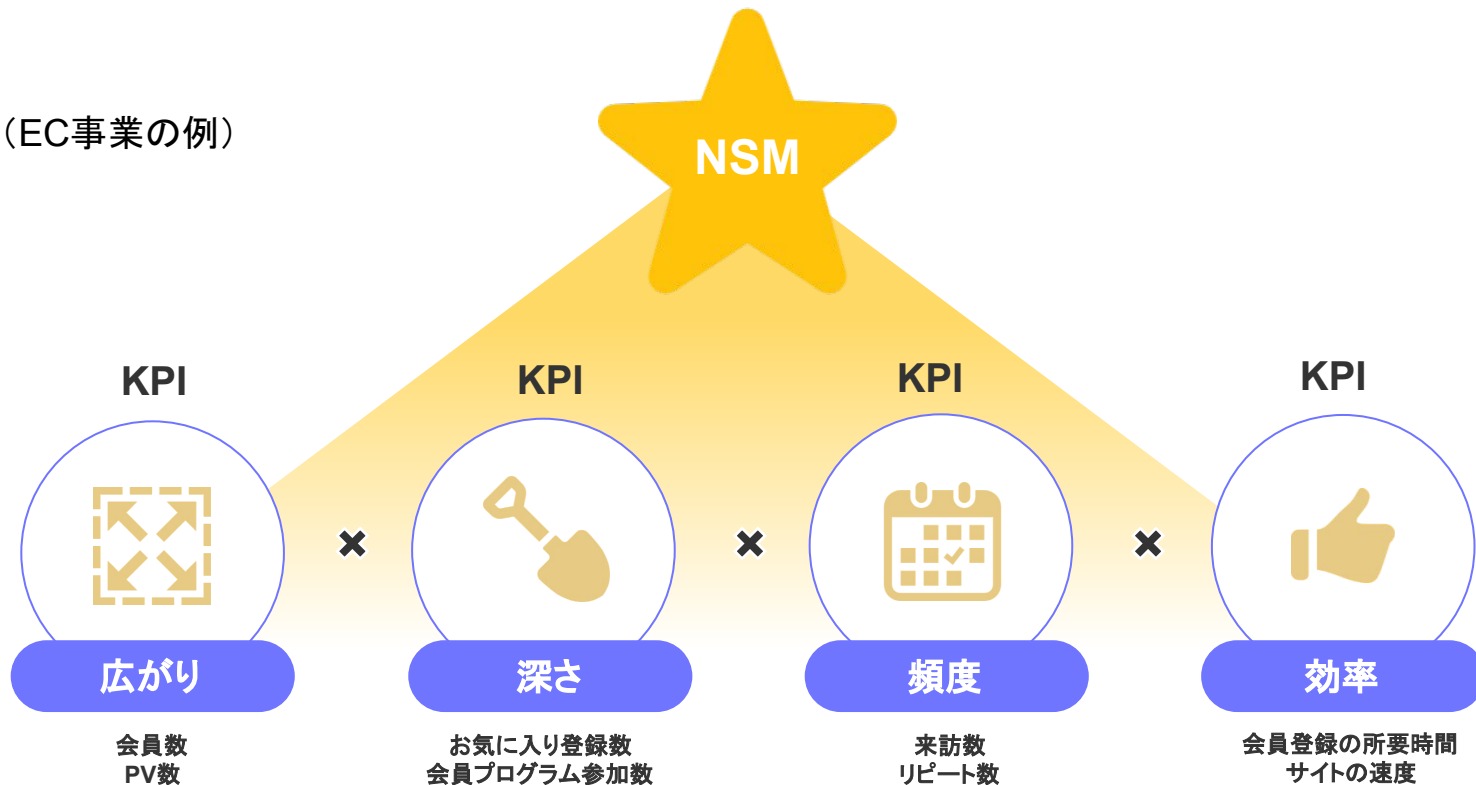 （EC事業の例）
NSM
KPI
KPI
KPI
KPI
広がり
深さ
頻度
効率
会員数
PV数
お気に入り登録数
会員プログラム参加数
来訪数
リピート数
会員登録の所要時間
サイトの速度